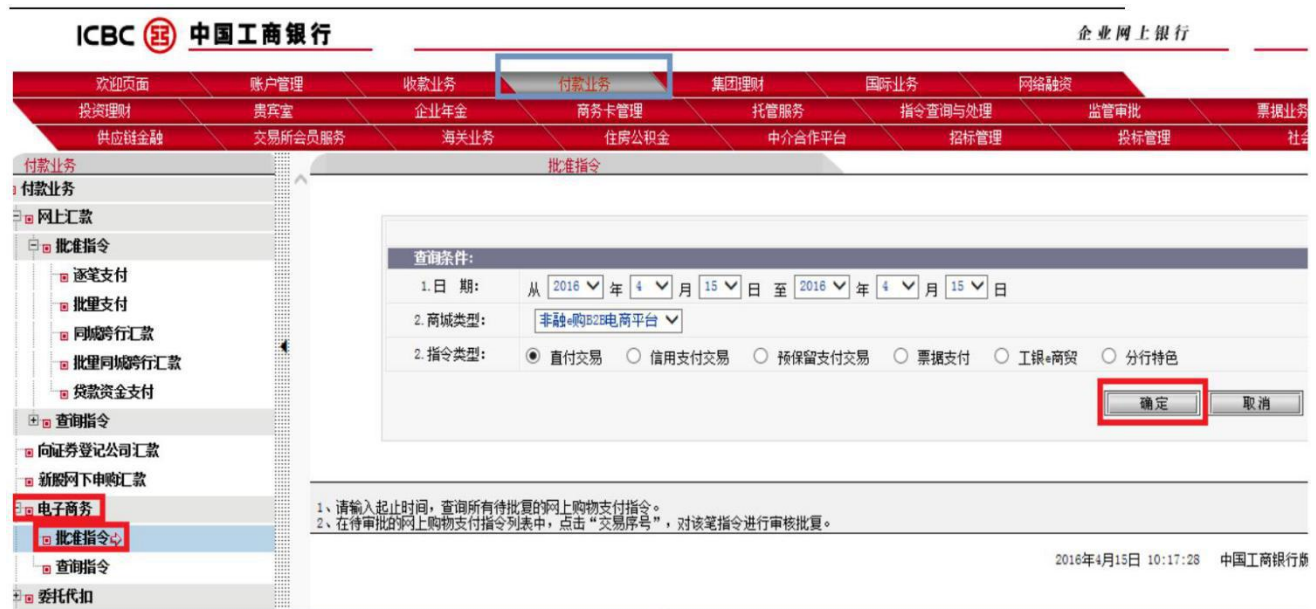 ICBC 中国工商银行 企业网上银行
欢迎页面 账户管理 收款业务 付款业务 集团理财 国际业务 网络融资
投资理财 贵宾室 企业年金 商务卡管理 托管服务 指令查询与处理 监管审批 票据业务
供应链金融 交易所会员服务 海关业务 住房公积金 中介合作平台 招标管理 投标管理 社
付款业务 批准指令
付款业务
网上汇款
批准指令
逐笔支付
批量支付
同城跨行汇款
批量同城跨行汇款
贷款资金支付
查询指令
向证券登记公司汇款
新股网下申购汇款
电子商务
批准指令
查询指令
委托代扣
查询条件:
1.日 期: 从 2016 年 4 月 15 日 至 2016 年 4 月 15 日
2.商城类型: 非融e购B2B电商平台
2.指令类型: 直付交易 信用支付交易 预保留支付交易 票据支付 工银e商贸 分行特色
确定 取消
1、请输入起止时间，查询所有待批复的网上购物支付指令。
2、在待审批的网上购物支付指令列表中，点击“交易序号”，对该笔指令进行审核批复。
2016年4月15日 10:17:28 中国工商银行版